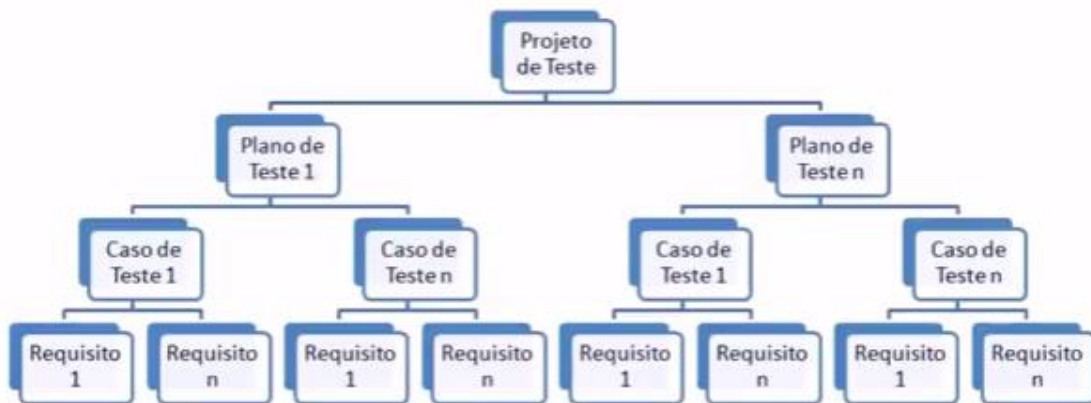 Projeto
de Teste
Plano de
Teste 1
Plano de
Teste n
Caso de
Teste 1
Caso de
Teste n
Caso de
Teste 1
Caso de
Teste n
Requisito
1
Requisito
n
Requisito
1
Requisito
n
Requisito
1
Requisito
n
Requisito
1
Requisito
n